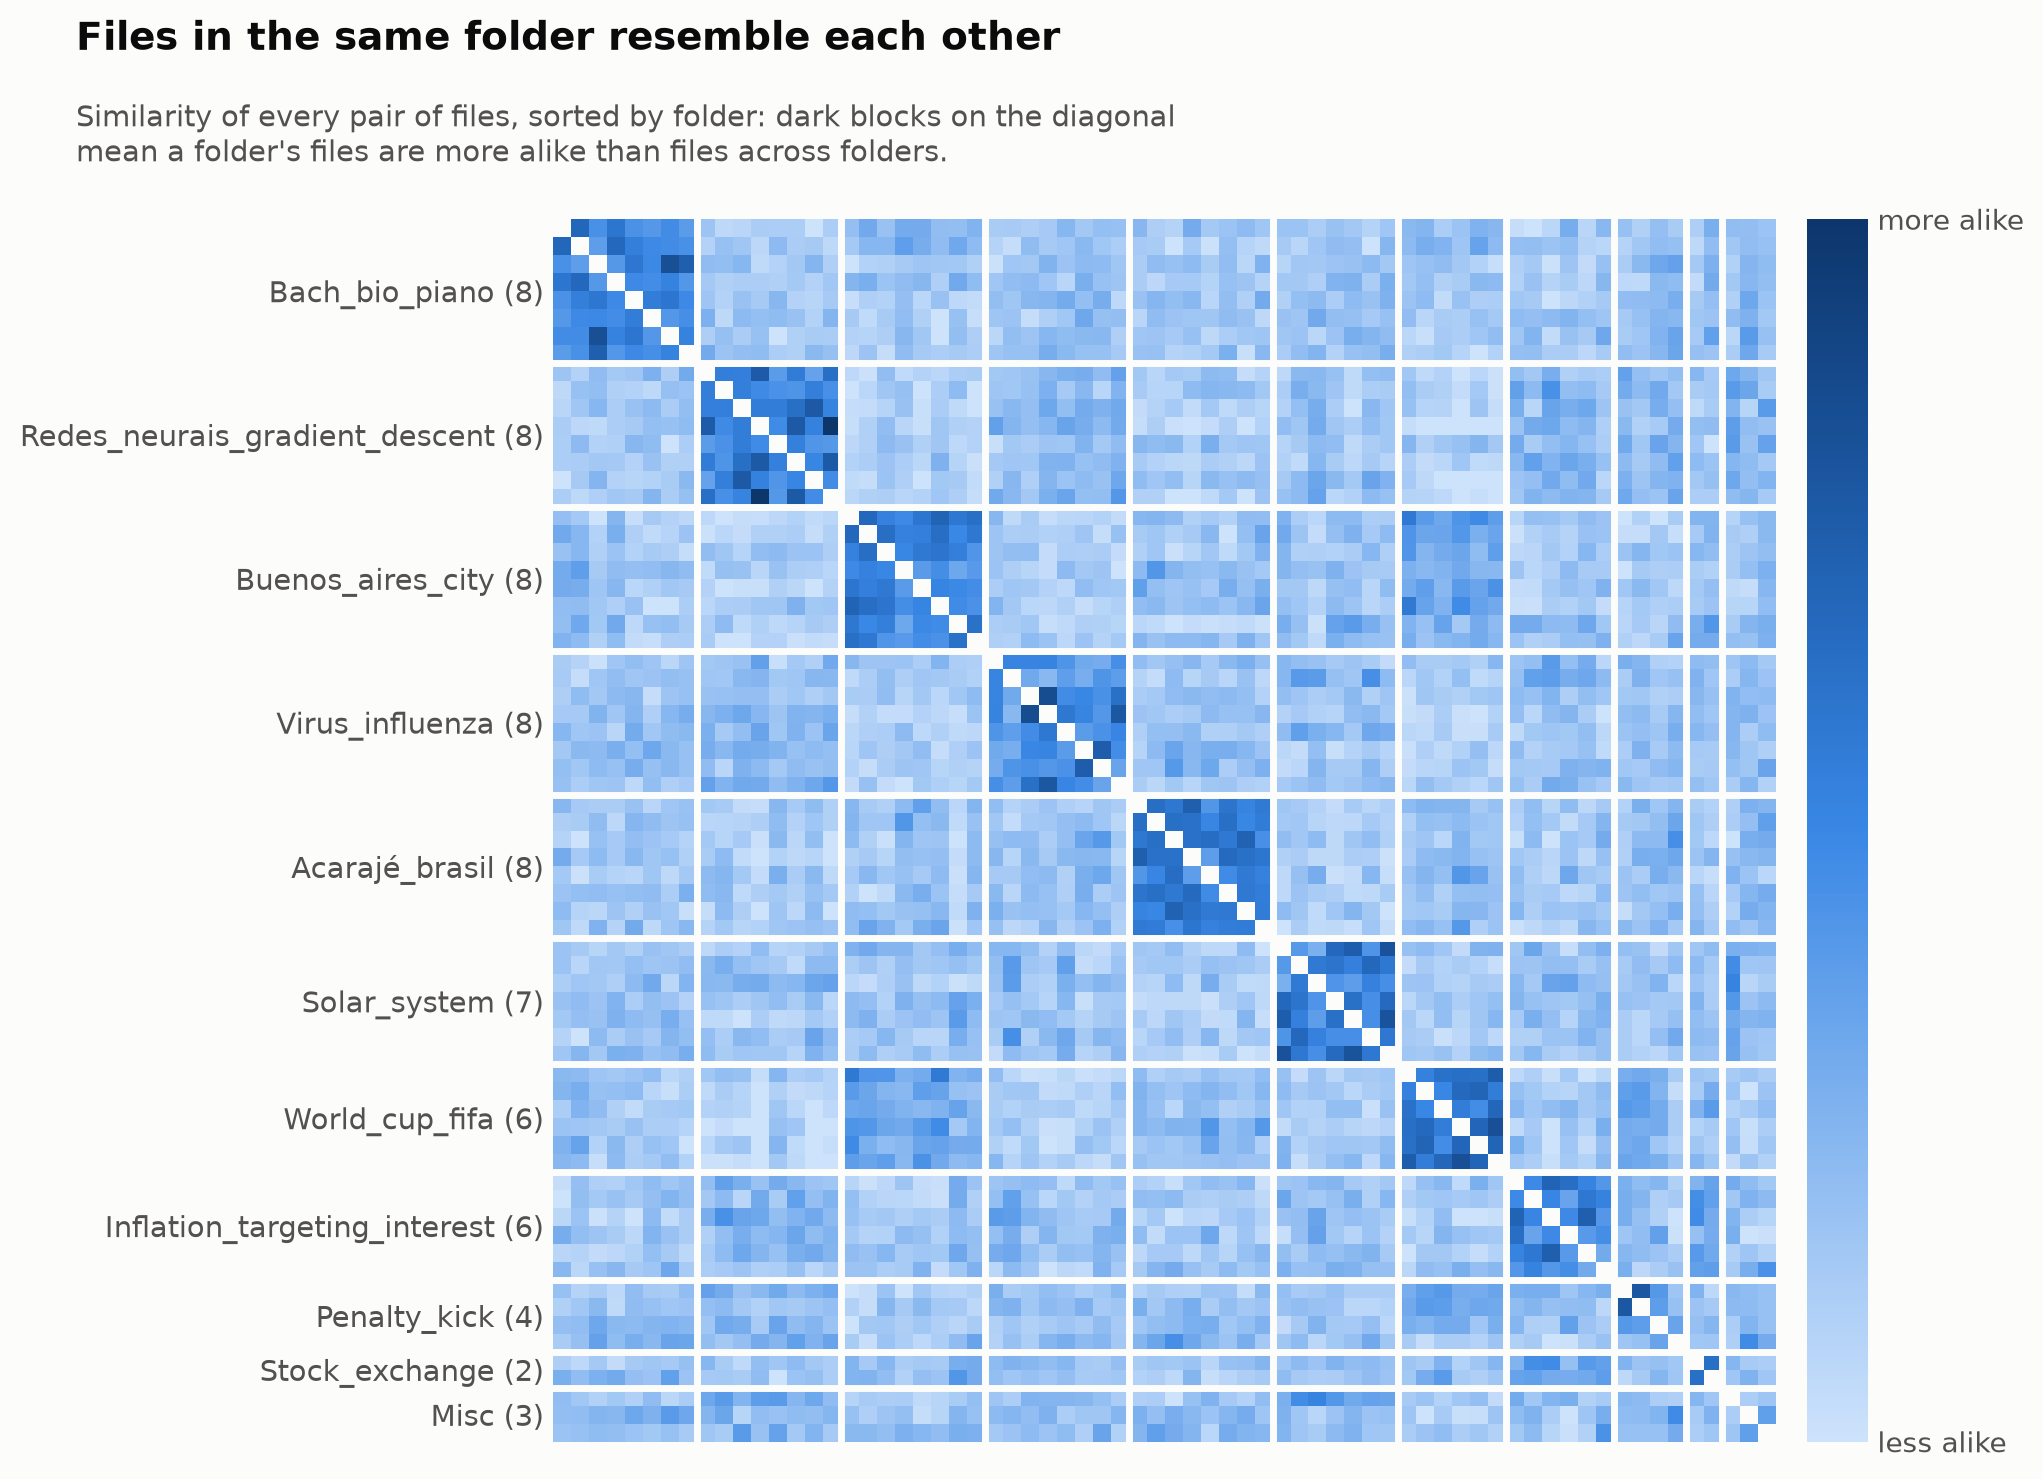 Files in the same folder resemble each other
Similarity of every pair of files, sorted by folder: dark blocks on the diagonal
mean a folder's files are more alike than files across folders.
more alike
Bach_bio_piano (8)
Redes_neurais_gradient_descent (8)
Buenos_aires_city (8)
Virus_influenza (8)
Acarajé_brasil (8)
Solar_system (7)
World_cup_fifa (6)
Inflation_targeting_interest (6)
Penalty_kick (4)
Stock_exchange (2)
Misc (3)
less alike